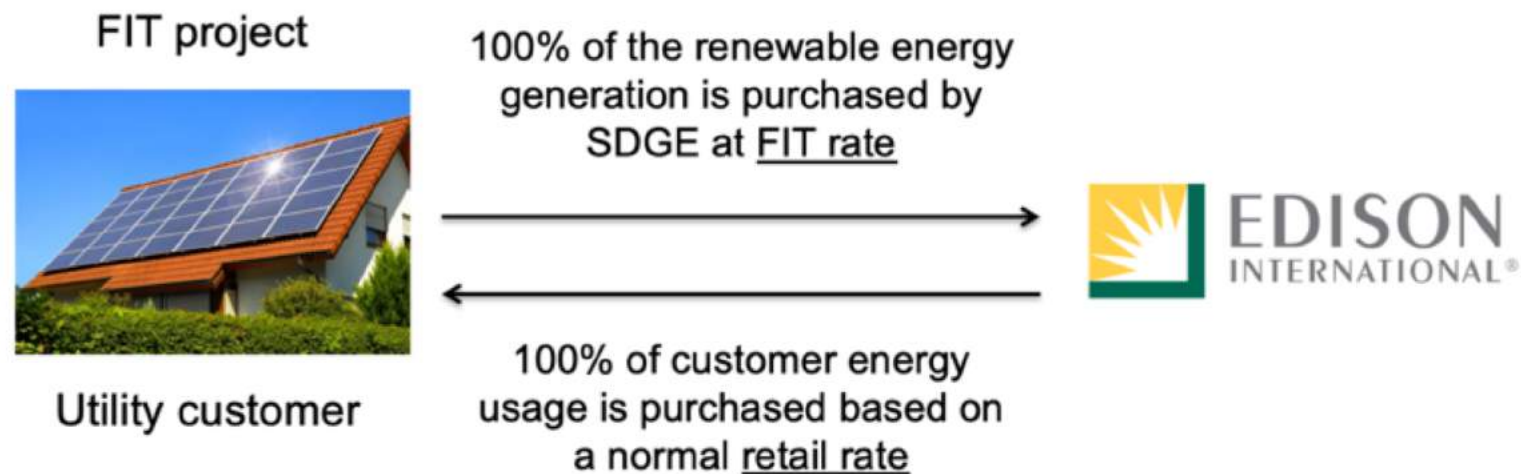 FIT project
100% of the renewable energy
generation is purchased by
SDGE at FIT rate
EDISON
INTERNATIONAL®
100% of customer energy
usage is purchased based on
a normal retail rate
Utility customer